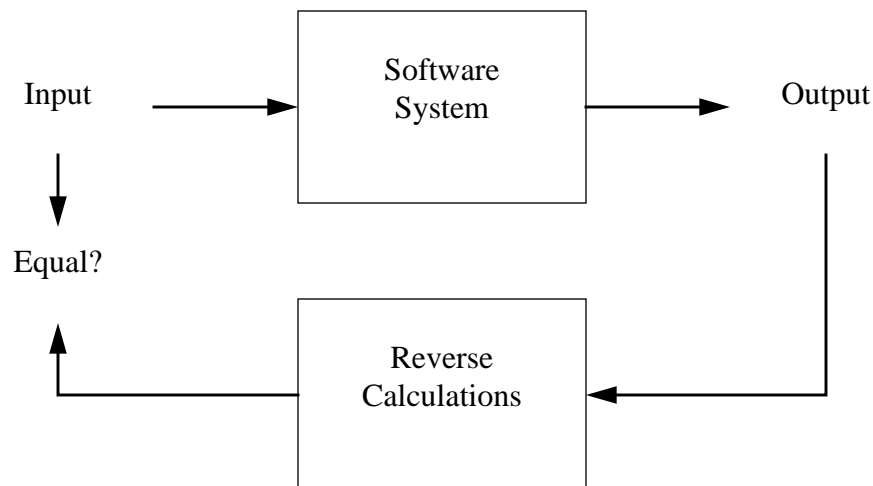 Input
Software
System
Output
Equal?
Reverse
Calculations